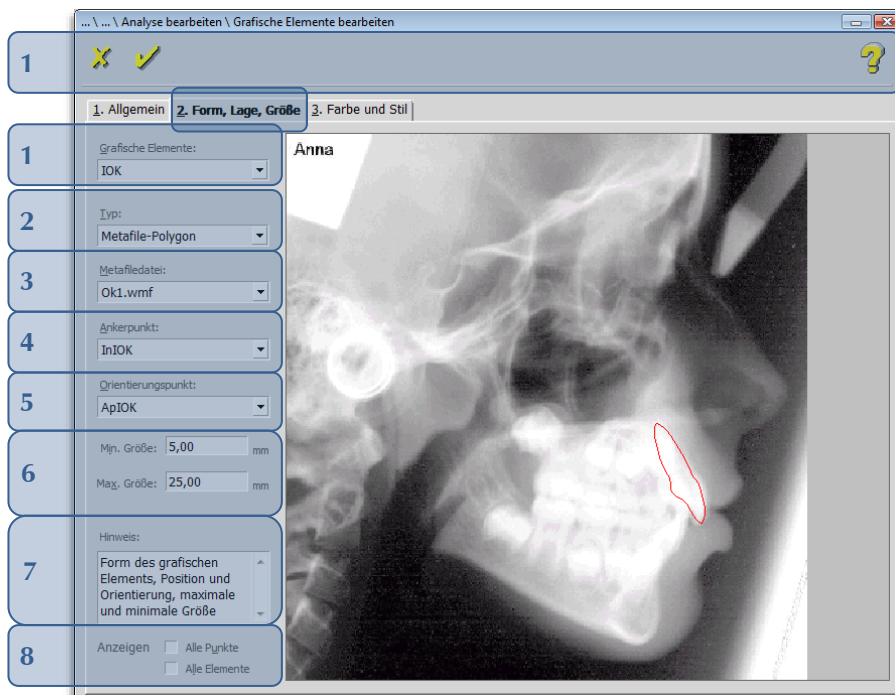 ... \ ... \ Analyse bearbeiten \ Grafische Elemente bearbeiten
1
1. Allgemein 2. Form, Lage, Größe 3. Farbe und Stil
1
Grafische Elemente:
IOK
Anna
2
Typ:
Metafile-Polygon
3
Metafiledatei:
Ok1.wmf
4
Ankerpunkt:
InIOK
5
Orientierungspunkt:
ApIOK
6
Min. Größe: 5,00 mm
Max. Größe: 25,00 mm
7
Hinweis:
Form des grafischen
Elements, Position und
Orientierung, maximale
und minimale Größe
8
Anzeigen Alle Punkte
Alle Elemente